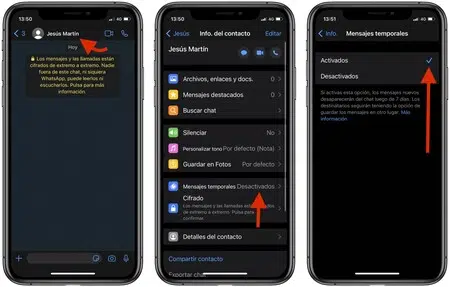 13:50
4G
3
Jesús Martín
Hoy
Los mensajes y las llamadas están
cifrados de extremo a extremo. Nadie
fuera de este chat, ni siquiera
WhatsApp, puede leerlos ni
escucharlos. Pulsa para más
información.
13:50
4G
Jesús
Info. del contacto
Editar
Jesús Martín
Archivos, enlaces y docs. 0
Mensajes destacados 0
Buscar chat
Silenciar No
Personalizar tono Por defecto (Nota)
Guardar en Fotos Por defecto
Mensajes temporales Desactivados
Cifrado
Los mensajes y las llamadas están cifrados
de extremo a extremo. Pulsa para
confirmar.
Detalles del contacto
Compartir contacto
Exportar chat
13:51
4G
Info.
Mensajes temporales
Activados
Desactivados
Si activas esta opción, los mensajes nuevos
desaparecerán del chat luego de 7 días. Los
destinatarios seguirán teniendo la opción de
guardar los mensajes en otro lugar. Más
información